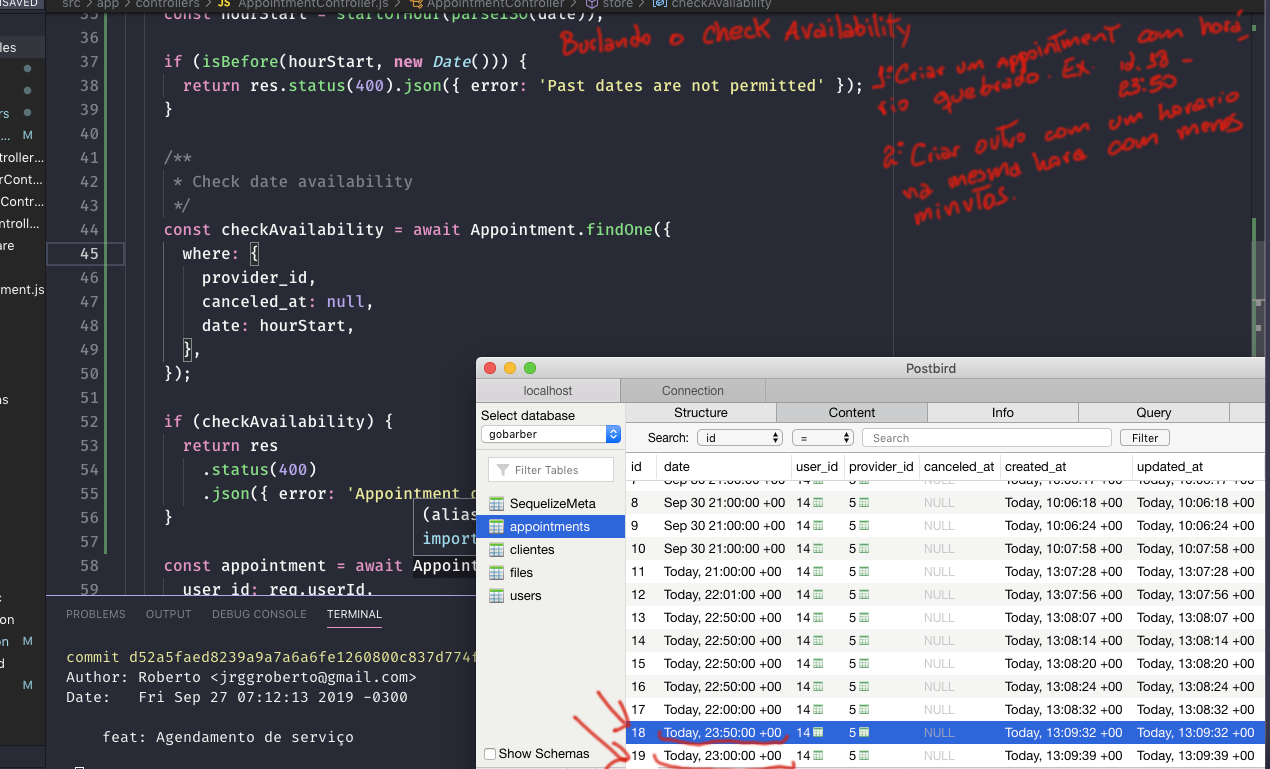 NSAVED
src > app > controllers > JS AppointmentController.js > AppointmentController > store > checkAvailability
Burlando o Check Availability
1º Criar um Appointment com horá
rio quebrado. Ex. 12.38 -
23:50
2º Criar outro com um horario
na mesma hora com menos
minutos.
35 const hourStart = startOfHour(parseISO(date));
36
37 if (isBefore(hourStart, new Date())) {
38 return res.status(400).json({ error: 'Past dates are not permitted' });
39 }
40
41 /**
42 * Check date availability
43 */
44 const checkAvailability = await Appointment.findOne({
45 where: {
46 provider_id,
47 canceled_at: null,
48 date: hourStart,
49 },
50 });
51
52 if (checkAvailability) {
53 return res
54 .status(400)
55 .json({ error: 'Appointment
56 }
57
58 const appointment = await Appoint
59 user_id: req.userId,
(alias
import
les
rs
... M
troller...
rCont...
Contr...
ntroll...
are
ment.js
ns
:
on
on M
d
M
PROBLEMS OUTPUT DEBUG CONSOLE TERMINAL
commit d52a5faed8239a9a7a6a6fe1260800c837d774f
Author: Roberto <jrggroberto@gmail.com>
Date: Fri Sep 27 07:12:13 2019 -0300
feat: Agendamento de serviço
Postbird
localhost Connection
Select database
gobarber
Filter Tables
SequelizeMeta
appointments
clientes
files
users
Show Schemas
Structure Content Info Query
Search: id = Search Filter
id date user_id provider_id canceled_at created_at updated_at
7 Sep 30 21:00:00 +00 14 5 NULL Today, 10:06:17 +00 Today, 10:06:17 +00
8 Sep 30 21:00:00 +00 14 5 NULL Today, 10:06:18 +00 Today, 10:06:18 +00
9 Sep 30 21:00:00 +00 14 5 NULL Today, 10:06:24 +00 Today, 10:06:24 +00
10 Sep 30 21:00:00 +00 14 5 NULL Today, 10:07:58 +00 Today, 10:07:58 +00
11 Today, 21:00:00 +00 14 5 NULL Today, 13:07:28 +00 Today, 13:07:28 +00
12 Today, 22:01:00 +00 14 5 NULL Today, 13:07:56 +00 Today, 13:07:56 +00
13 Today, 22:50:00 +00 14 5 NULL Today, 13:08:07 +00 Today, 13:08:07 +00
14 Today, 22:50:00 +00 14 5 NULL Today, 13:08:14 +00 Today, 13:08:14 +00
15 Today, 22:50:00 +00 14 5 NULL Today, 13:08:20 +00 Today, 13:08:20 +00
16 Today, 22:50:00 +00 14 5 NULL Today, 13:08:24 +00 Today, 13:08:24 +00
17 Today, 22:00:00 +00 14 5 NULL Today, 13:08:32 +00 Today, 13:08:32 +00
18 Today, 23:50:00 +00 14 5 NULL Today, 13:09:32 +00 Today, 13:09:32 +00
19 Today, 23:00:00 +00 14 5 NULL Today, 13:09:39 +00 Today, 13:09:39 +00